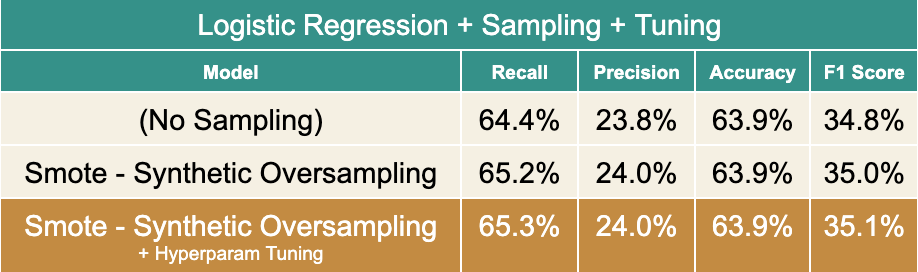 Logistic Regression + Sampling + Tuning
Model Recall Precision Accuracy F1 Score
(No Sampling) 64.4% 23.8% 63.9% 34.8%
Smote - Synthetic Oversampling 65.2% 24.0% 63.9% 35.0%
Smote - Synthetic Oversampling 65.3% 24.0% 63.9% 35.1%
+ Hyperparam Tuning